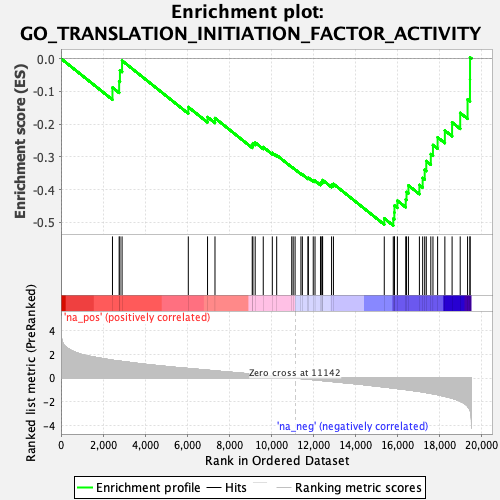 Enrichment plot:
GO_TRANSLATION_INITIATION_FACTOR_ACTIVITY
Enrichment score (ES)
0.0
-0.1
-0.2
-0.3
-0.4
-0.5
'na_pos' (positively correlated)
Ranked list metric (PreRanked)
4
2
0
-2
-4
Zero cross at 11142
'na_neg' (negatively correlated)
0 2,000 4,000 6,000 8,000 10,000 12,000 14,000 16,000 18,000 20,000
Rank in Ordered Dataset
Enrichment profile Hits Ranking metric scores